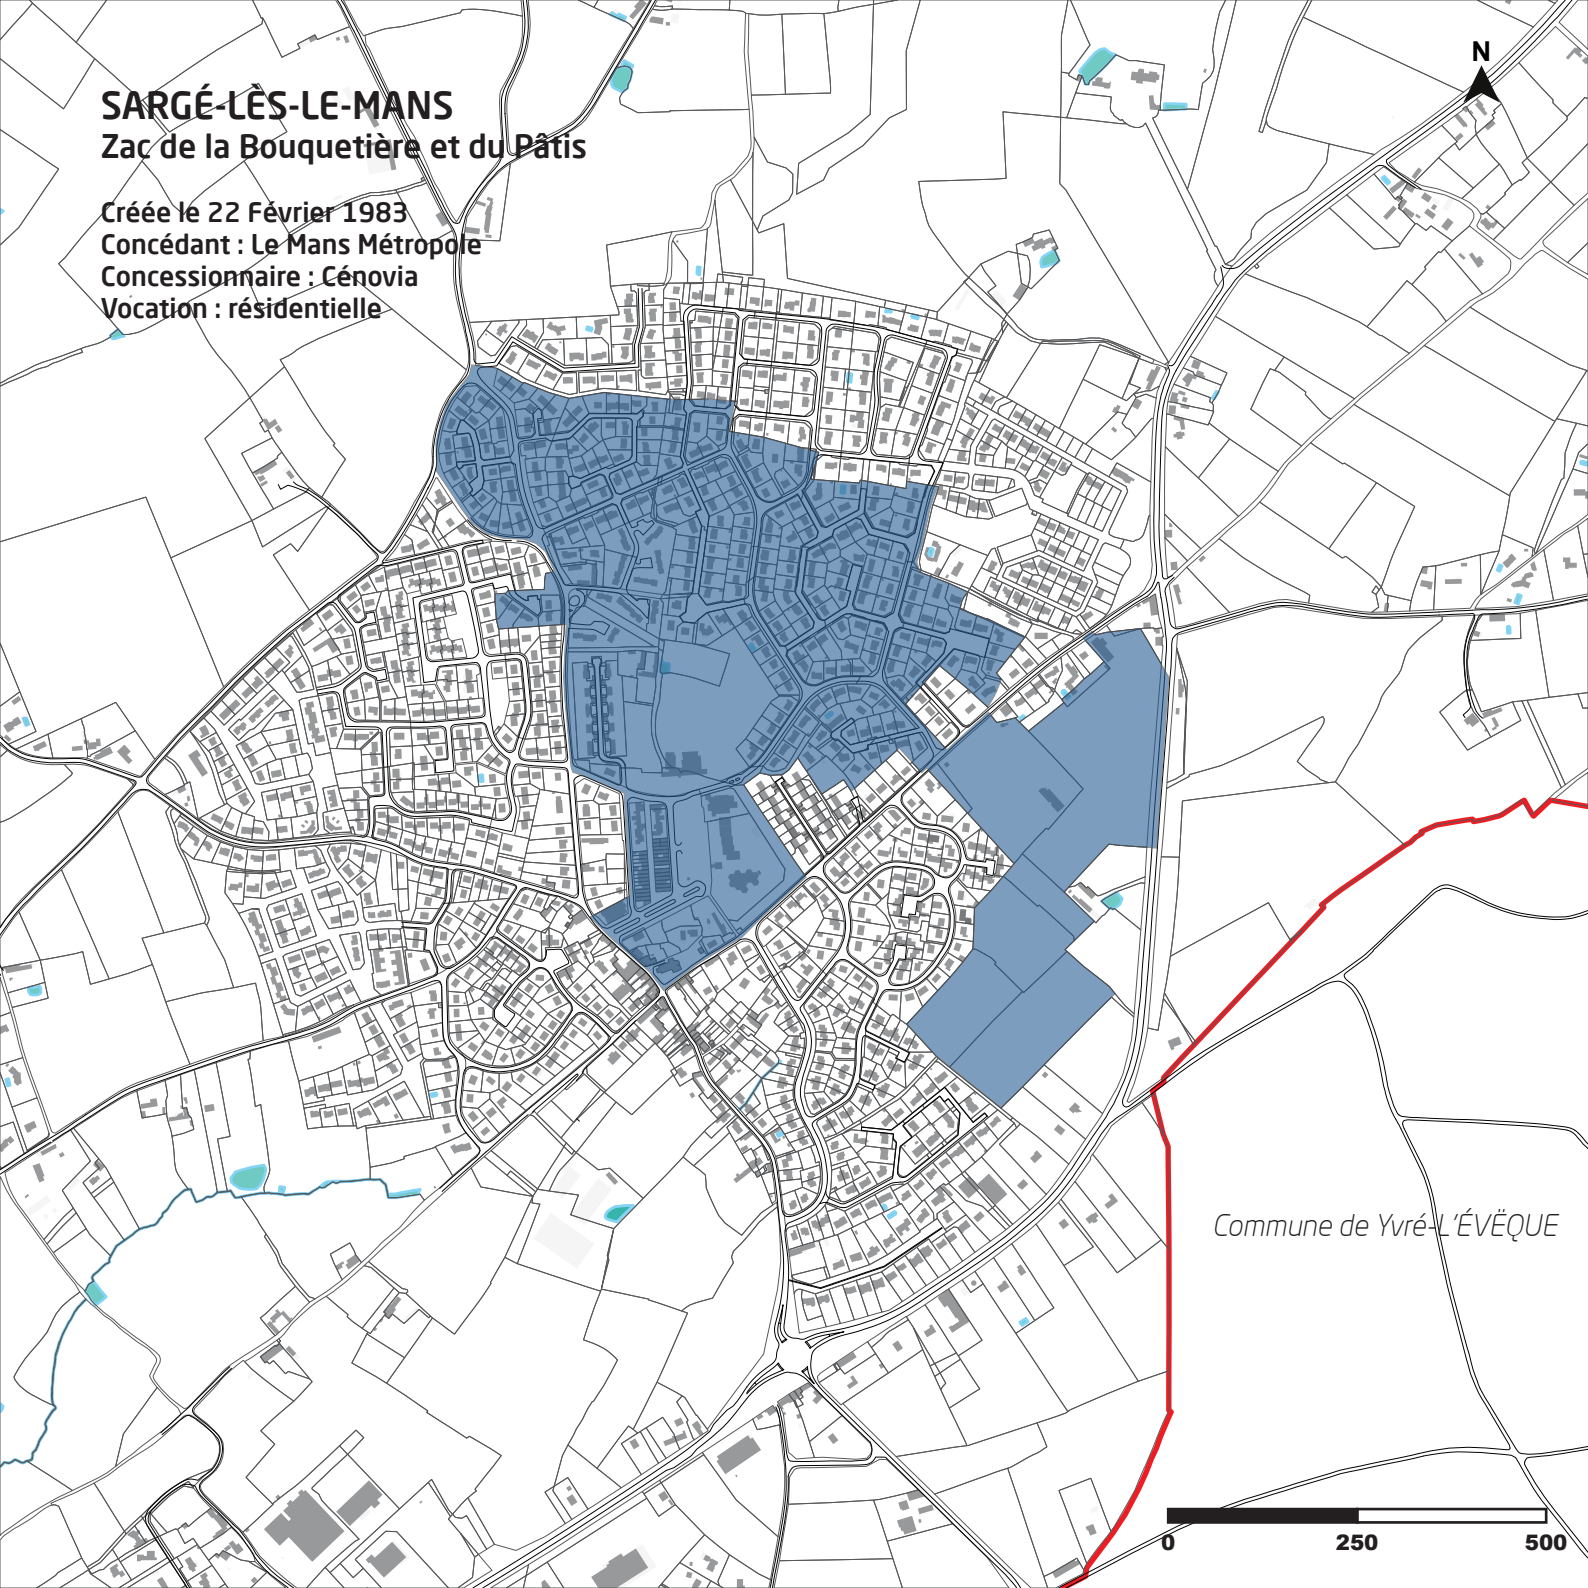 N
SARGÉ-LÈS-LE-MANS
Zac de la Bouquetière et du Pâtis
Créée le 22 Février 1983
Concédant : Le Mans Métropole
Concessionnaire : Cénovia
Vocation : résidentielle
Commune de Yvré-L'ÉVËQUE
0 250 500